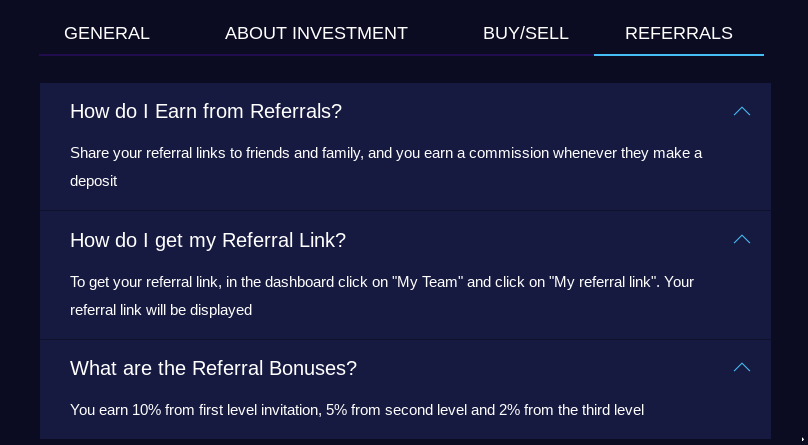 GENERAL ABOUT INVESTMENT BUY/SELL REFERRALS
How do I Earn from Referrals?
Share your referral links to friends and family, and you earn a commission whenever they make a
deposit
How do I get my Referral Link?
To get your referral link, in the dashboard click on "My Team" and click on "My referral link". Your
referral link will be displayed
What are the Referral Bonuses?
You earn 10% from first level invitation, 5% from second level and 2% from the third level